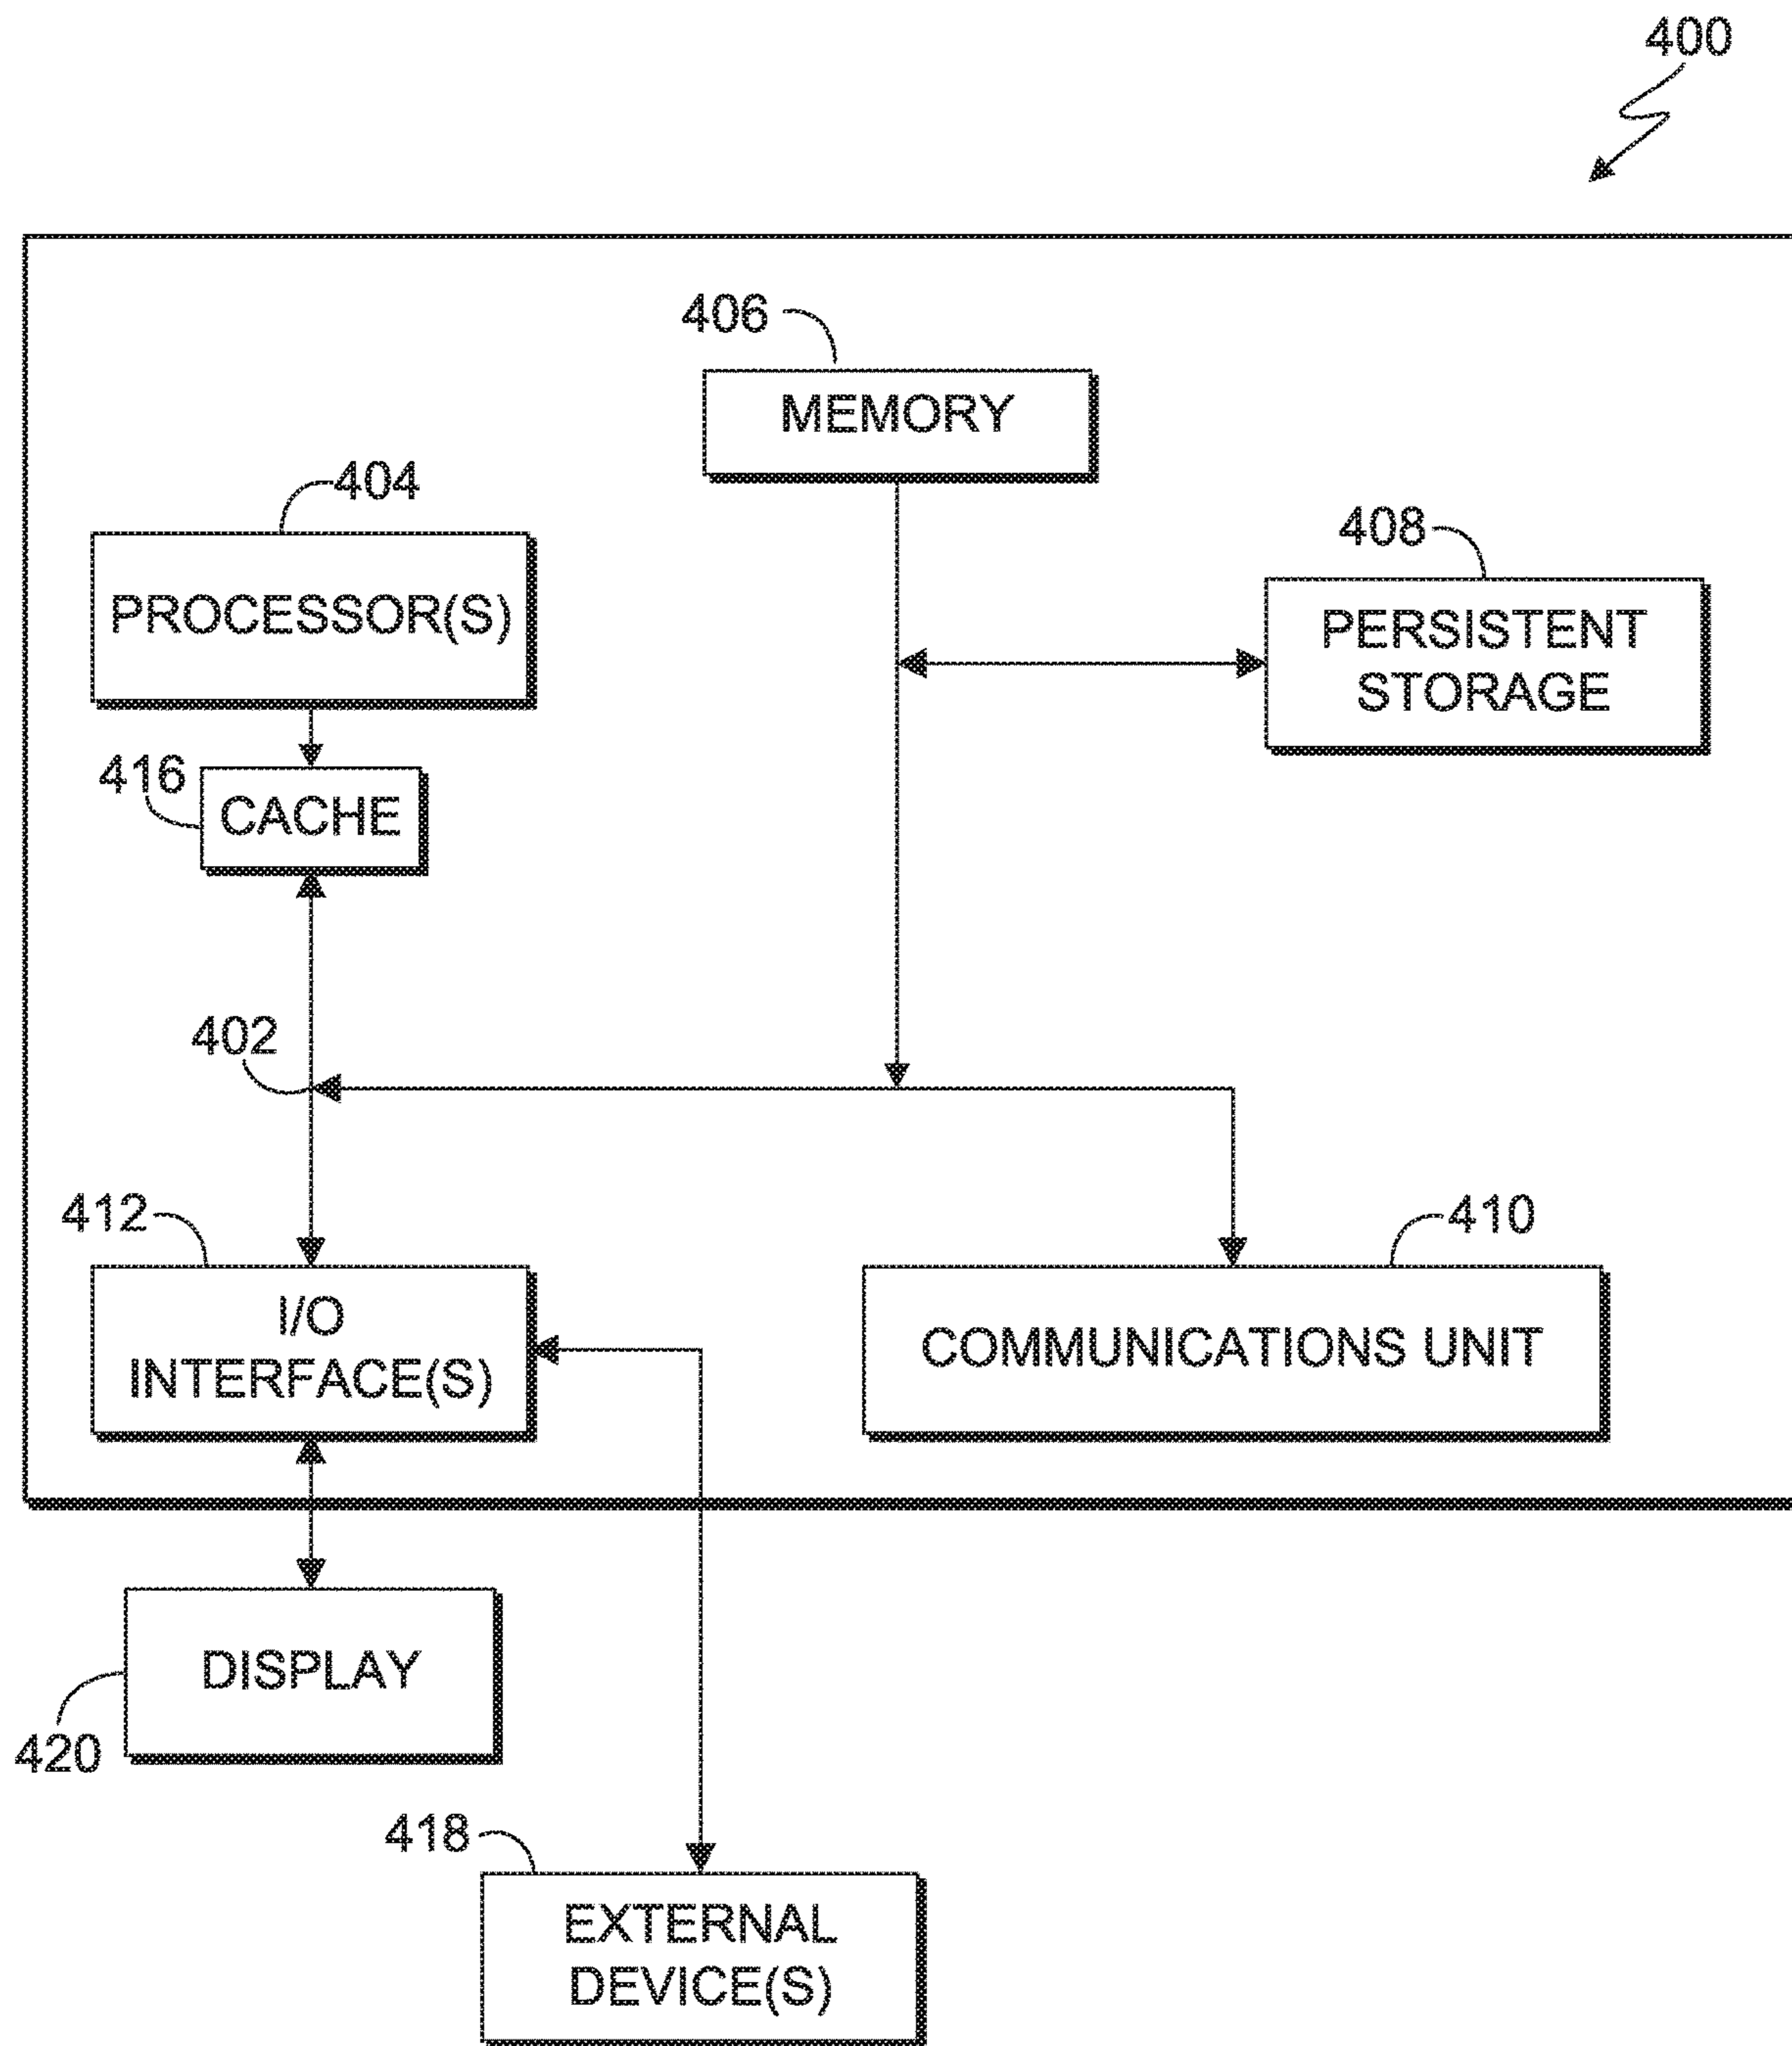 400
406
MEMORY
404
PROCESSOR(S)
408
PERSISTENT
STORAGE
416
CACHE
402
412
I/O
INTERFACE(S)
410
COMMUNICATIONS UNIT
DISPLAY
420
418
EXTERNAL
DEVICE(S)